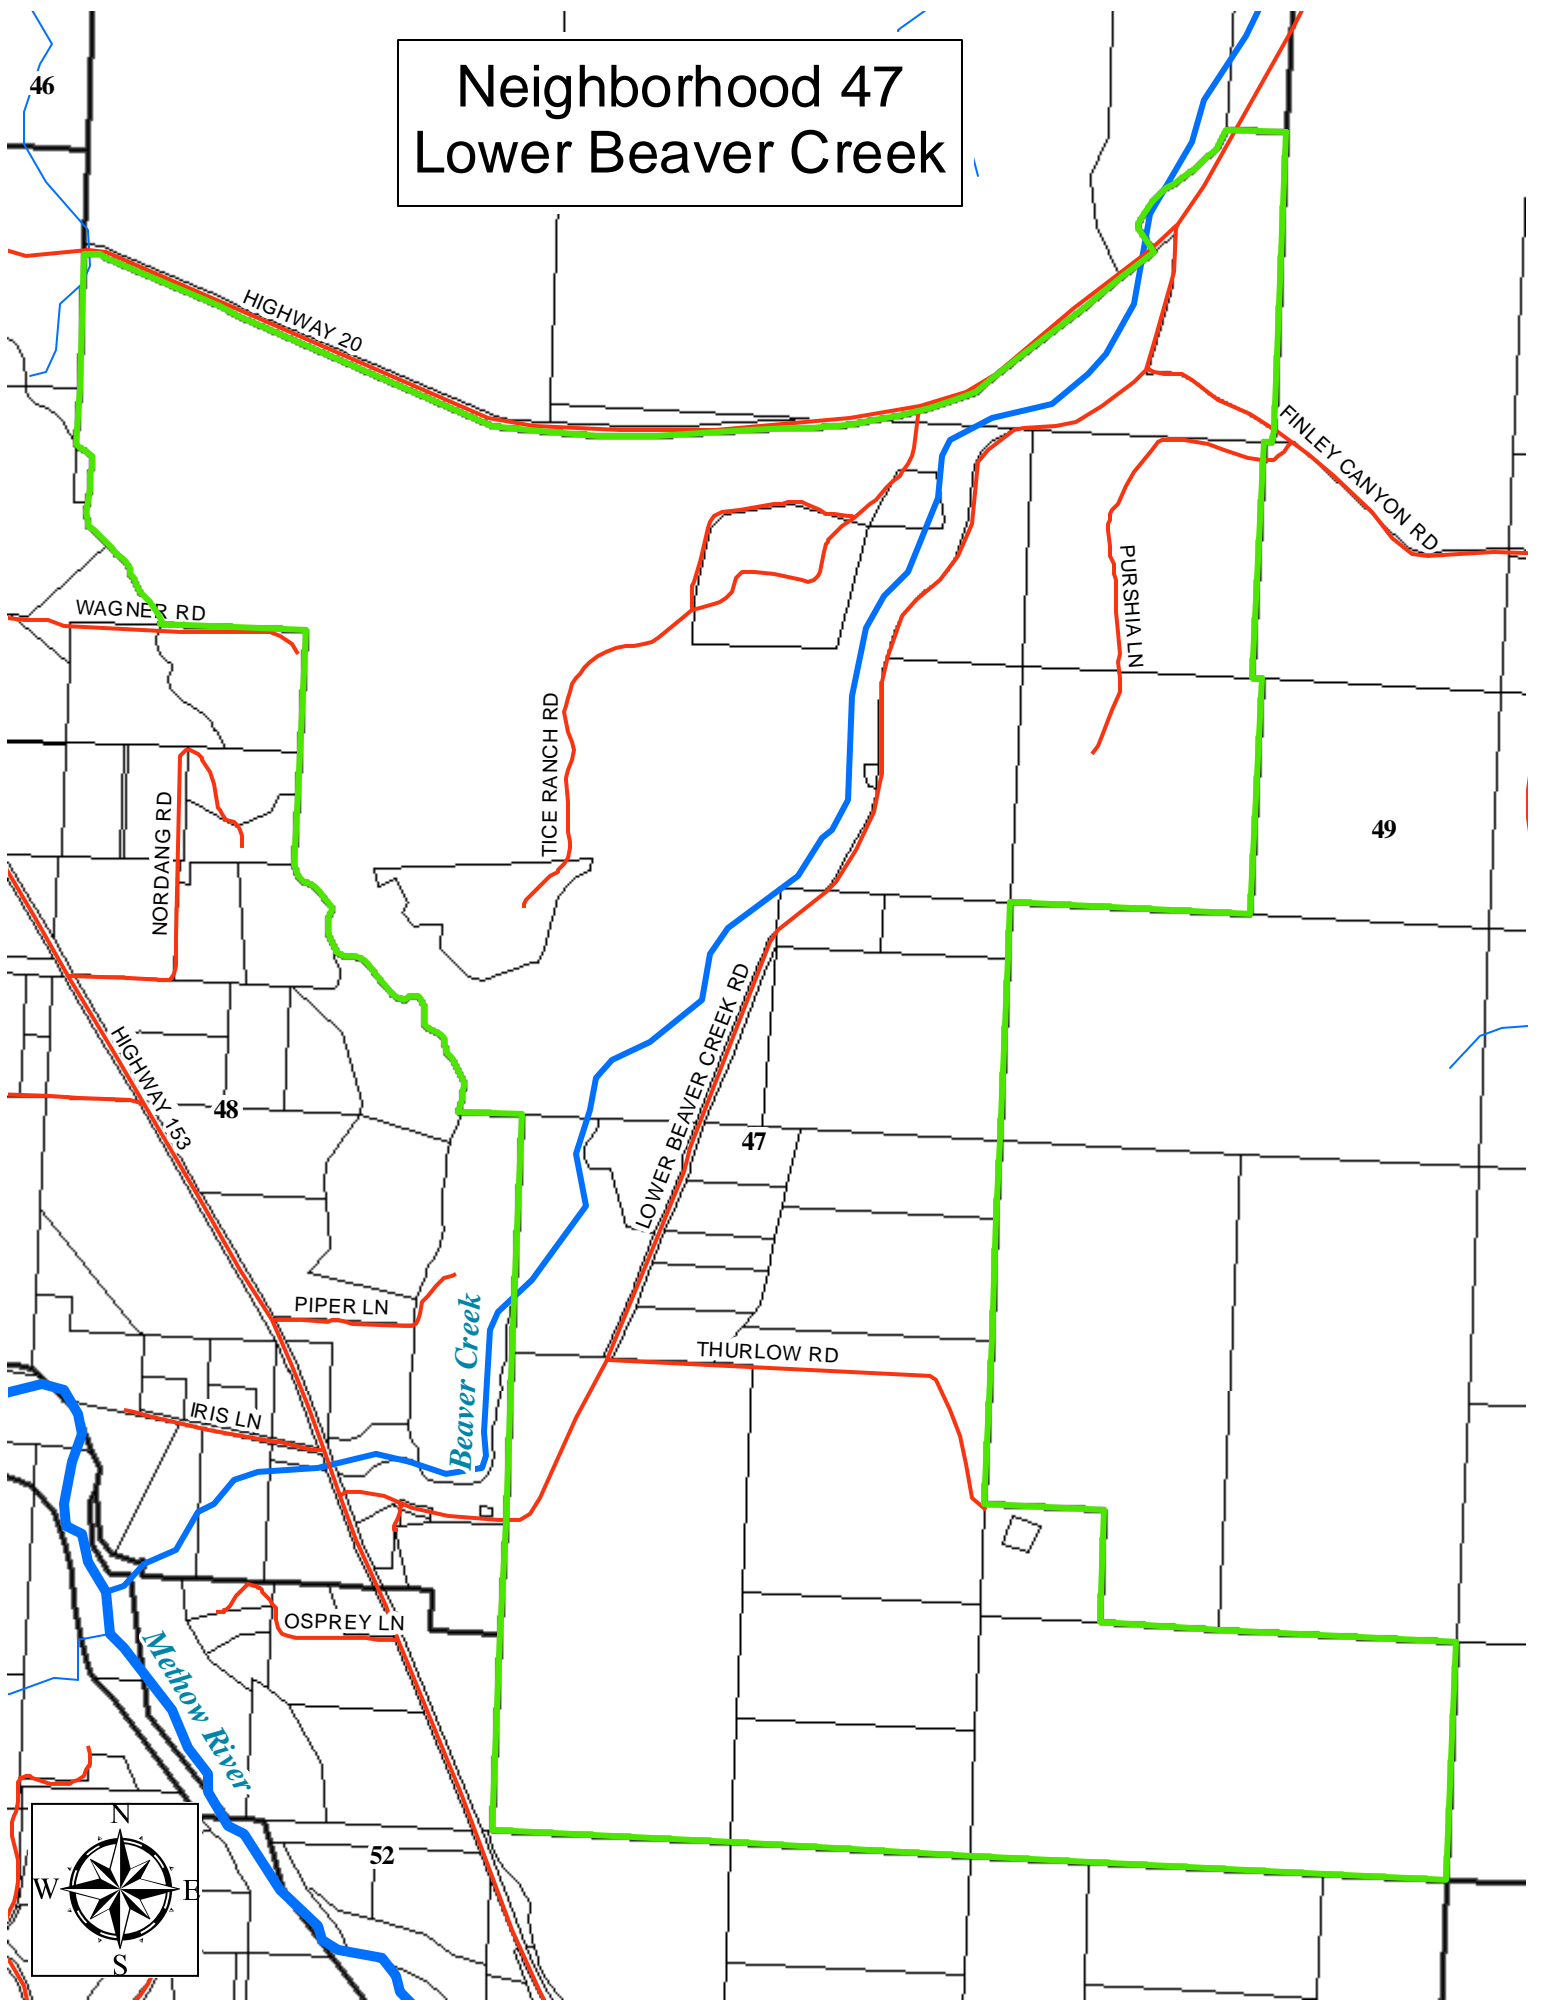 Neighborhood 47
Lower Beaver Creek
46
HIGHWAY 20
FINLEY CANYON RD
PURSHIA LN
WAGNER RD
TICE RANCH RD
NORDANG RD
49
LOWER BEAVER CREEK RD
HIGHWAY 153
48
47
PIPER LN
Beaver Creek
THURLOW RD
IRIS LN
OSPREY LN
Methow River
52
N
W E
S